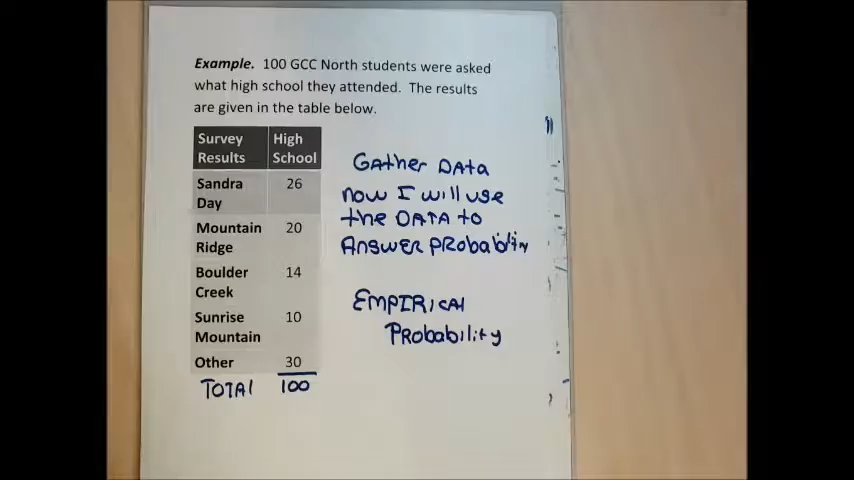 Example. 100 GCC North students were asked
what high school they attended. The results
are given in the table below.
Survey Results High School
Sandra Day 26
Mountain Ridge 20
Boulder Creek 14
Sunrise Mountain 10
Other 30
TOTAL 100
GATHER DATA
NOW I WILL USE
the DATA to
ANSWER PRObability
EMPIRICAL
PRObability